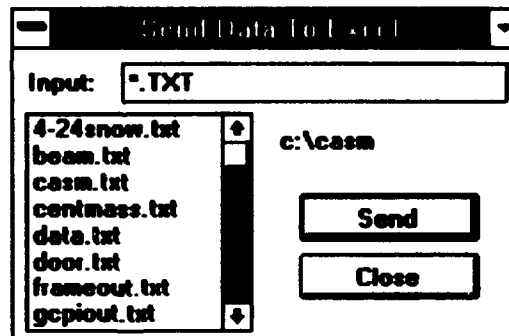 Send Data To Excel
Input: *.TXT
4-24snow.txt
beam.txt
casm.txt
centmass.txt
data.txt
door.txt
frameout.txt
gcpiout.txt
c:\casm
Send
Close